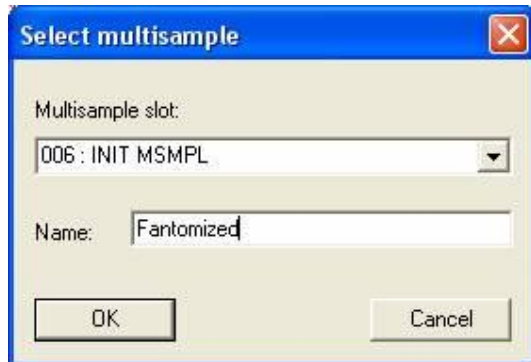 Select multisample
Multisample slot:
006 : INIT MSMPL
Name: Fantomized
OK Cancel